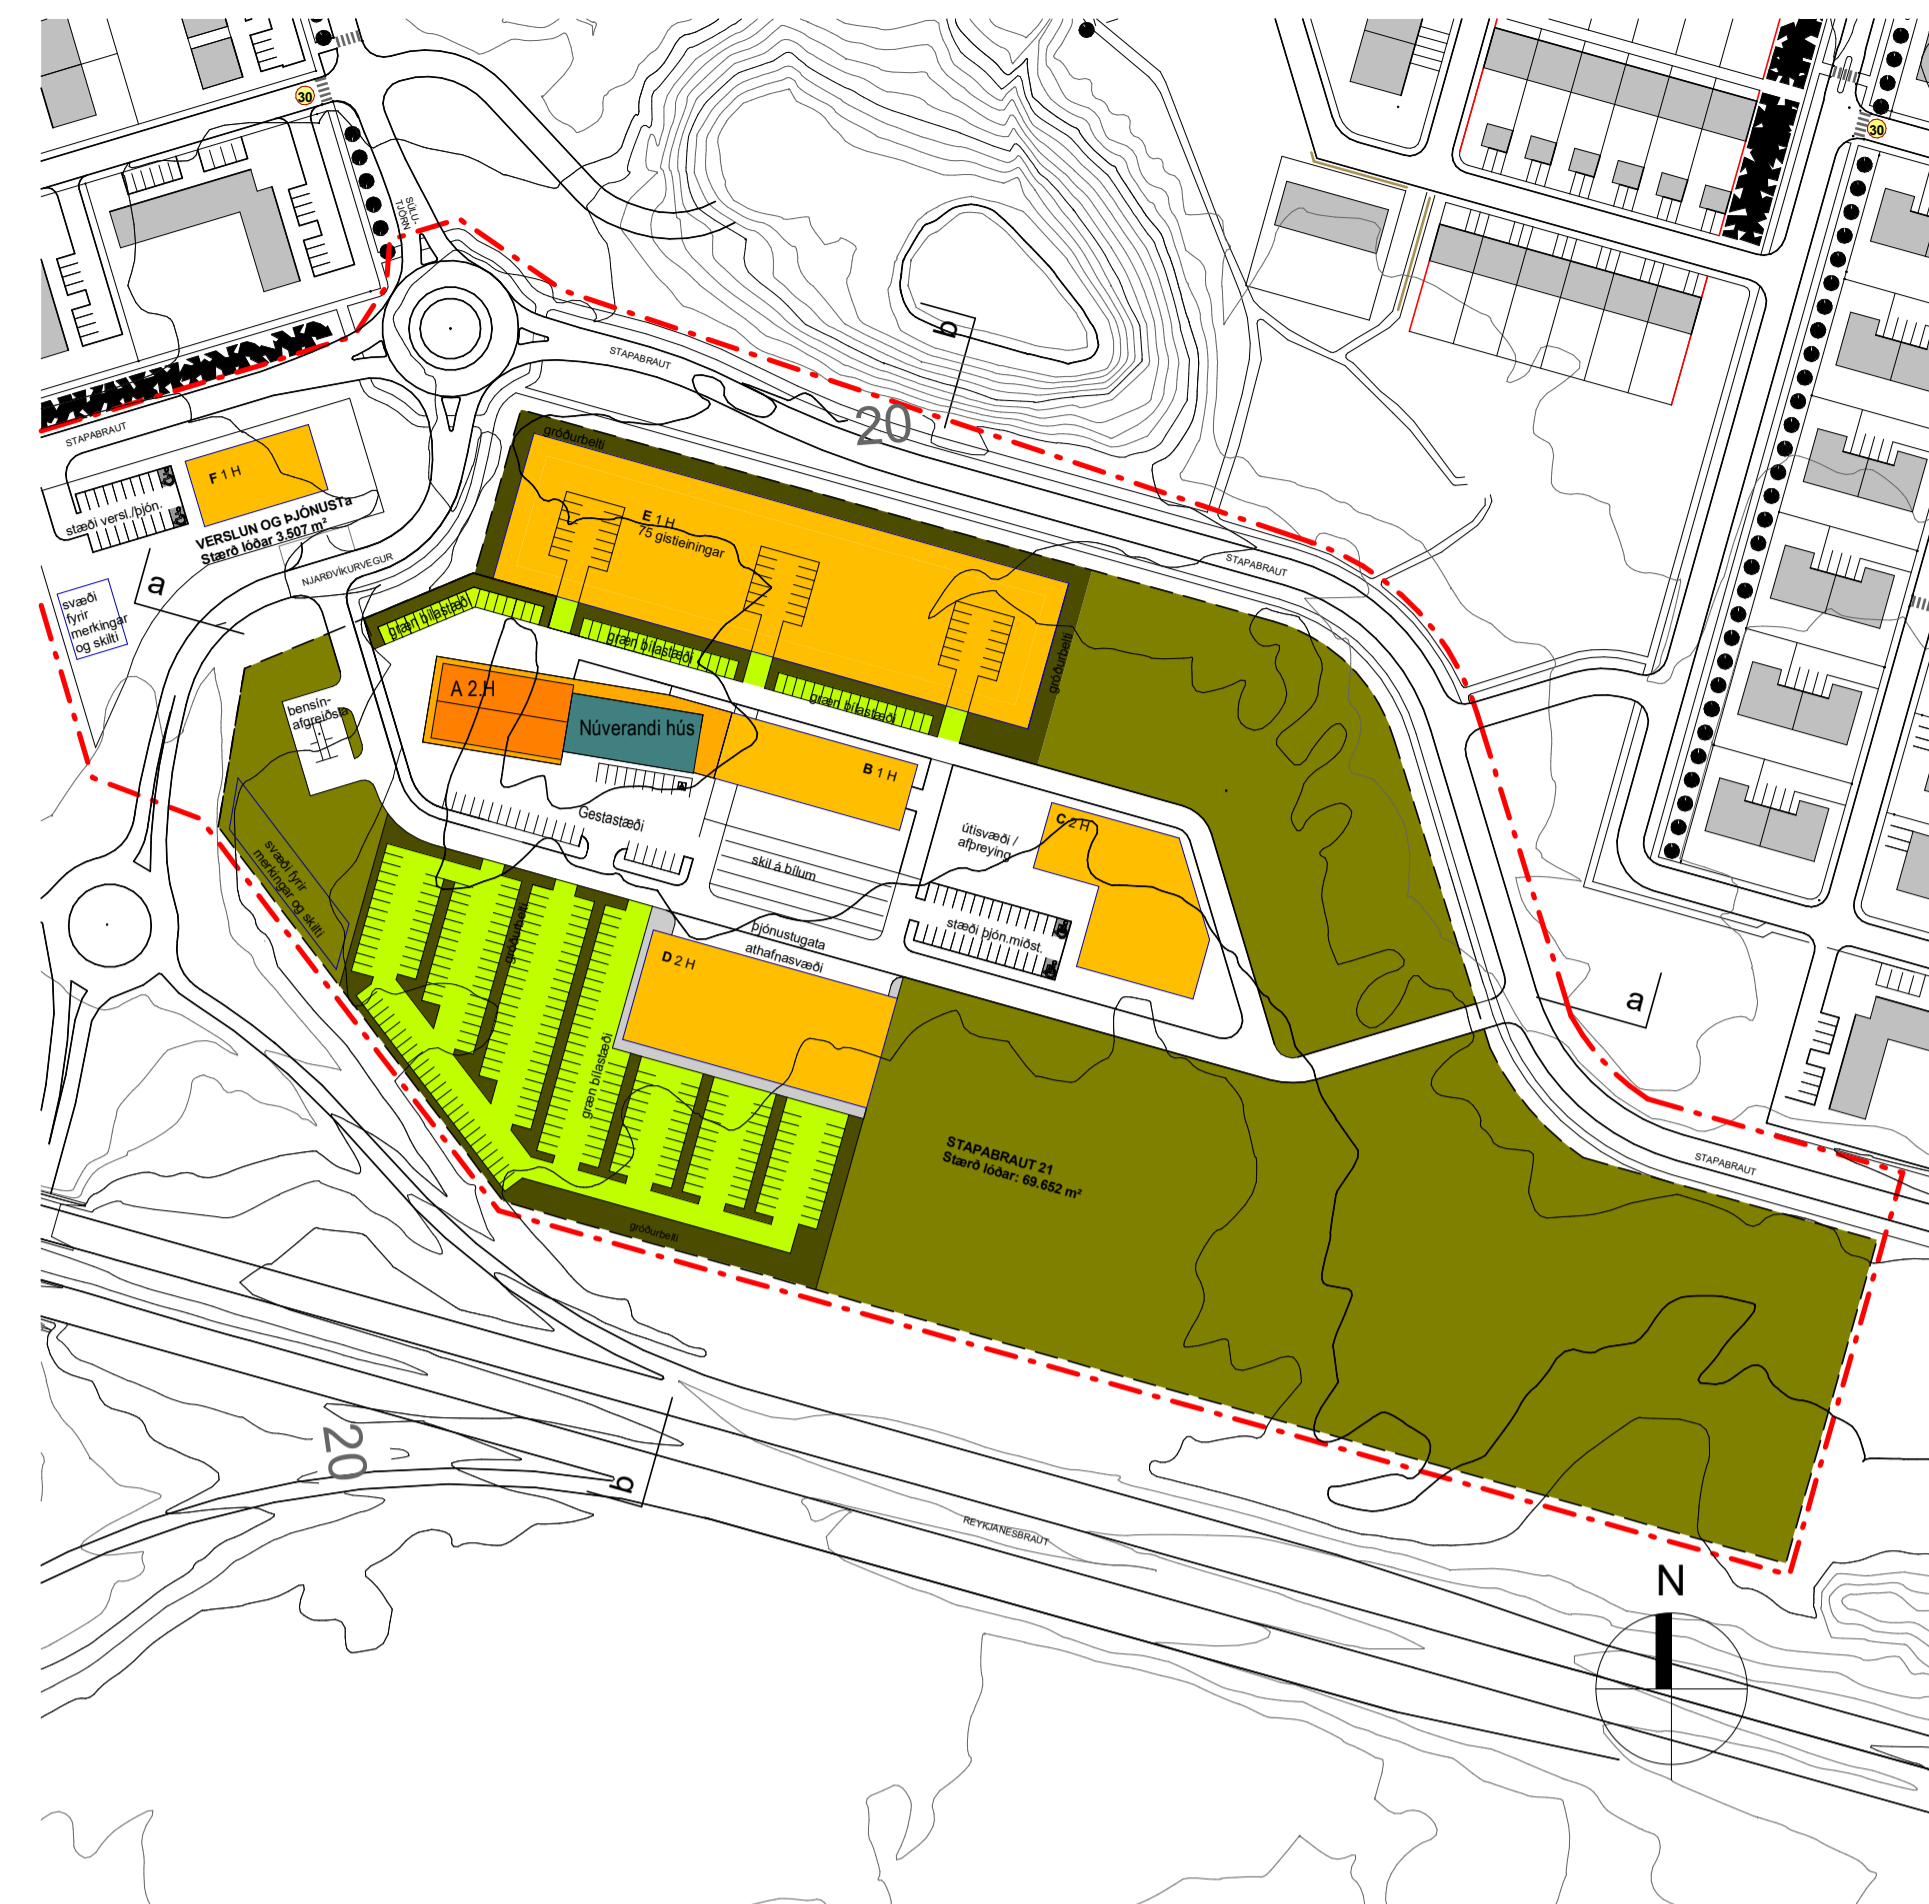 30
30
SÚLU-
TJÖRN
STAPABRAUT
20
STAPABRAUT
F 1 H
stæði versl./þjón.
VERSLUN OG ÞJÓNUSTa
Stærð lóðar 3.507 m²
NJARÐVÍKURVEGUR
a
b
svæði
fyrir
merkingar
og skilti
gróðurbelti
E 1 H
75 gistieiningar
STAPABRAUT
græn bílastæði
græn bílastæði
græn bílastæði
gróðurbelti
bensín-
afgreiðsla
A 2.H
Núverandi hús
B 1 H
Gestastæði
skil á bílum
útisvæði /
afþreying
C 2 H
stæði þjón.miðst.
svæði fyrir
merkingar og skilti
gróðurbelti
þjónustugata
athafnasvæði
D 2 H
græn bílastæði
gróðurbelti
a
STAPABRAUT 21
Stærð lóðar: 69.652 m²
STAPABRAUT
20
b
REYKJANESBRAUT
N